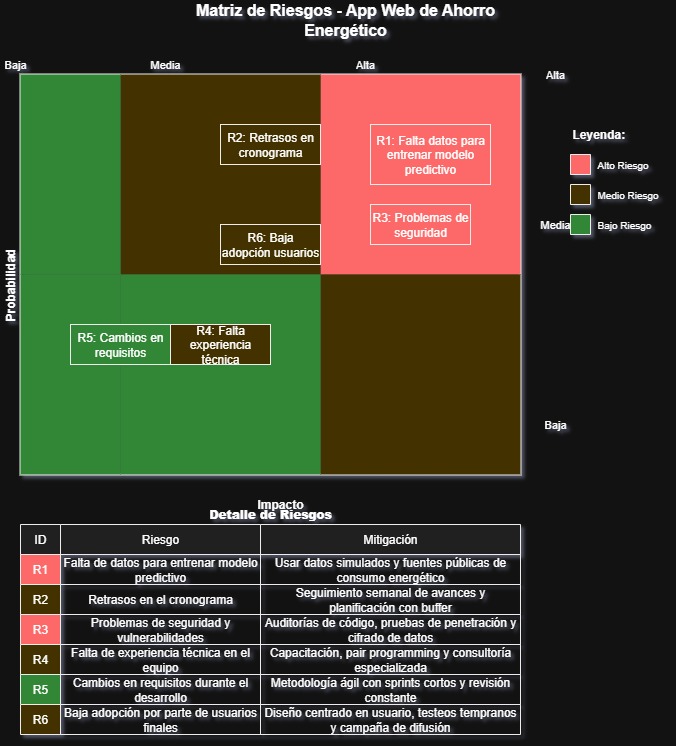 Matriz de Riesgos - App Web de Ahorro
Energético
Baja
Media
Alta
Alta
R2: Retrasos en
cronograma
R1: Falta datos para
entrenar modelo
predictivo
Leyenda:
Alto Riesgo
Medio Riesgo
R3: Problemas de
seguridad
Media
Bajo Riesgo
R6: Baja
adopción usuarios
Probabilidad
R5: Cambios en
requisitos
R4: Falta
experiencia
técnica
Baja
Impacto
Detalle de Riesgos
ID
Riesgo
Mitigación
R1
Falta de datos para entrenar modelo
predictivo
Usar datos simulados y fuentes públicas de
consumo energético
R2
Retrasos en el cronograma
Seguimiento semanal de avances y
planificación con buffer
R3
Problemas de seguridad y
vulnerabilidades
Auditorías de código, pruebas de penetración y
cifrado de datos
R4
Falta de experiencia técnica en el
equipo
Capacitación, pair programming y consultoría
especializada
R5
Cambios en requisitos durante el
desarrollo
Metodología ágil con sprints cortos y revisión
constante
R6
Baja adopción por parte de usuarios
finales
Diseño centrado en usuario, testeos tempranos
y campaña de difusión